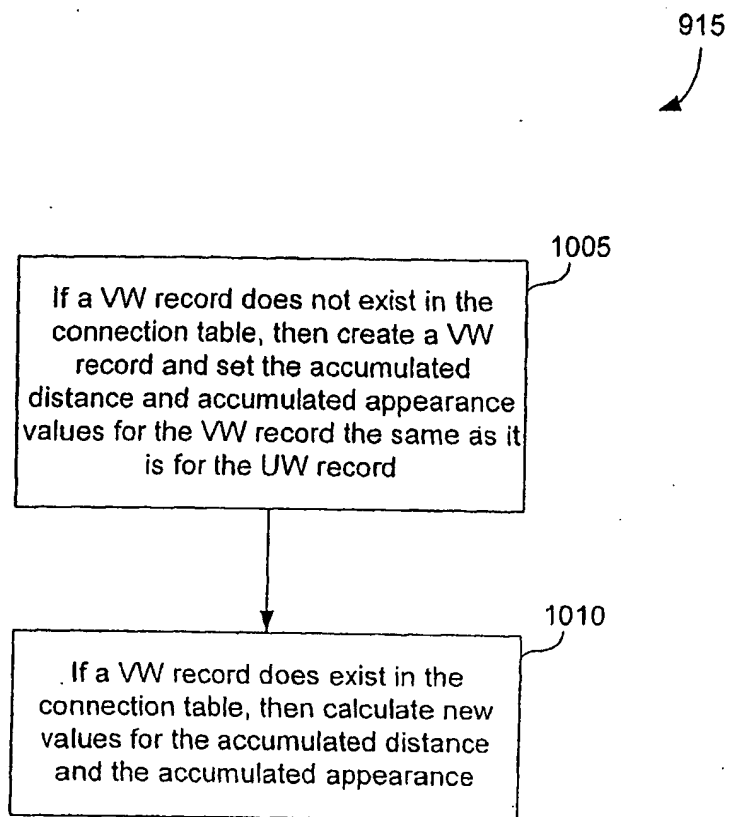 915
1005
If a VW record does not exist in the
connection table, then create a VW
record and set the accumulated
distance and accumulated appearance
values for the VW record the same as it
is for the UW record
1010
If a VW record does exist in the
connection table, then calculate new
values for the accumulated distance
and the accumulated appearance